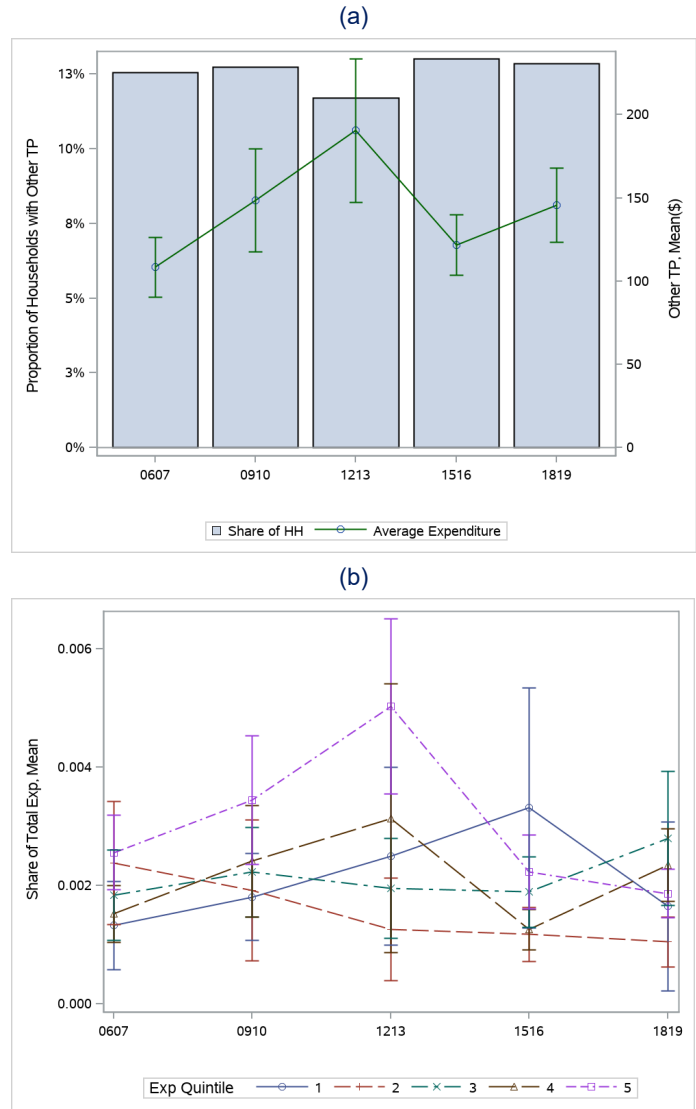 (a)
Proportion of Households with Other TP
13%
10%
8%
5%
3%
0%
Other TP, Mean($)
200
150
100
50
0
0607 0910 1213 1516 1819
Share of HH Average Expenditure
(b)
Share of Total Exp, Mean
0.006
0.004
0.002
0.000
0607 0910 1213 1516 1819
Exp Quintile 1 2 3 4 5